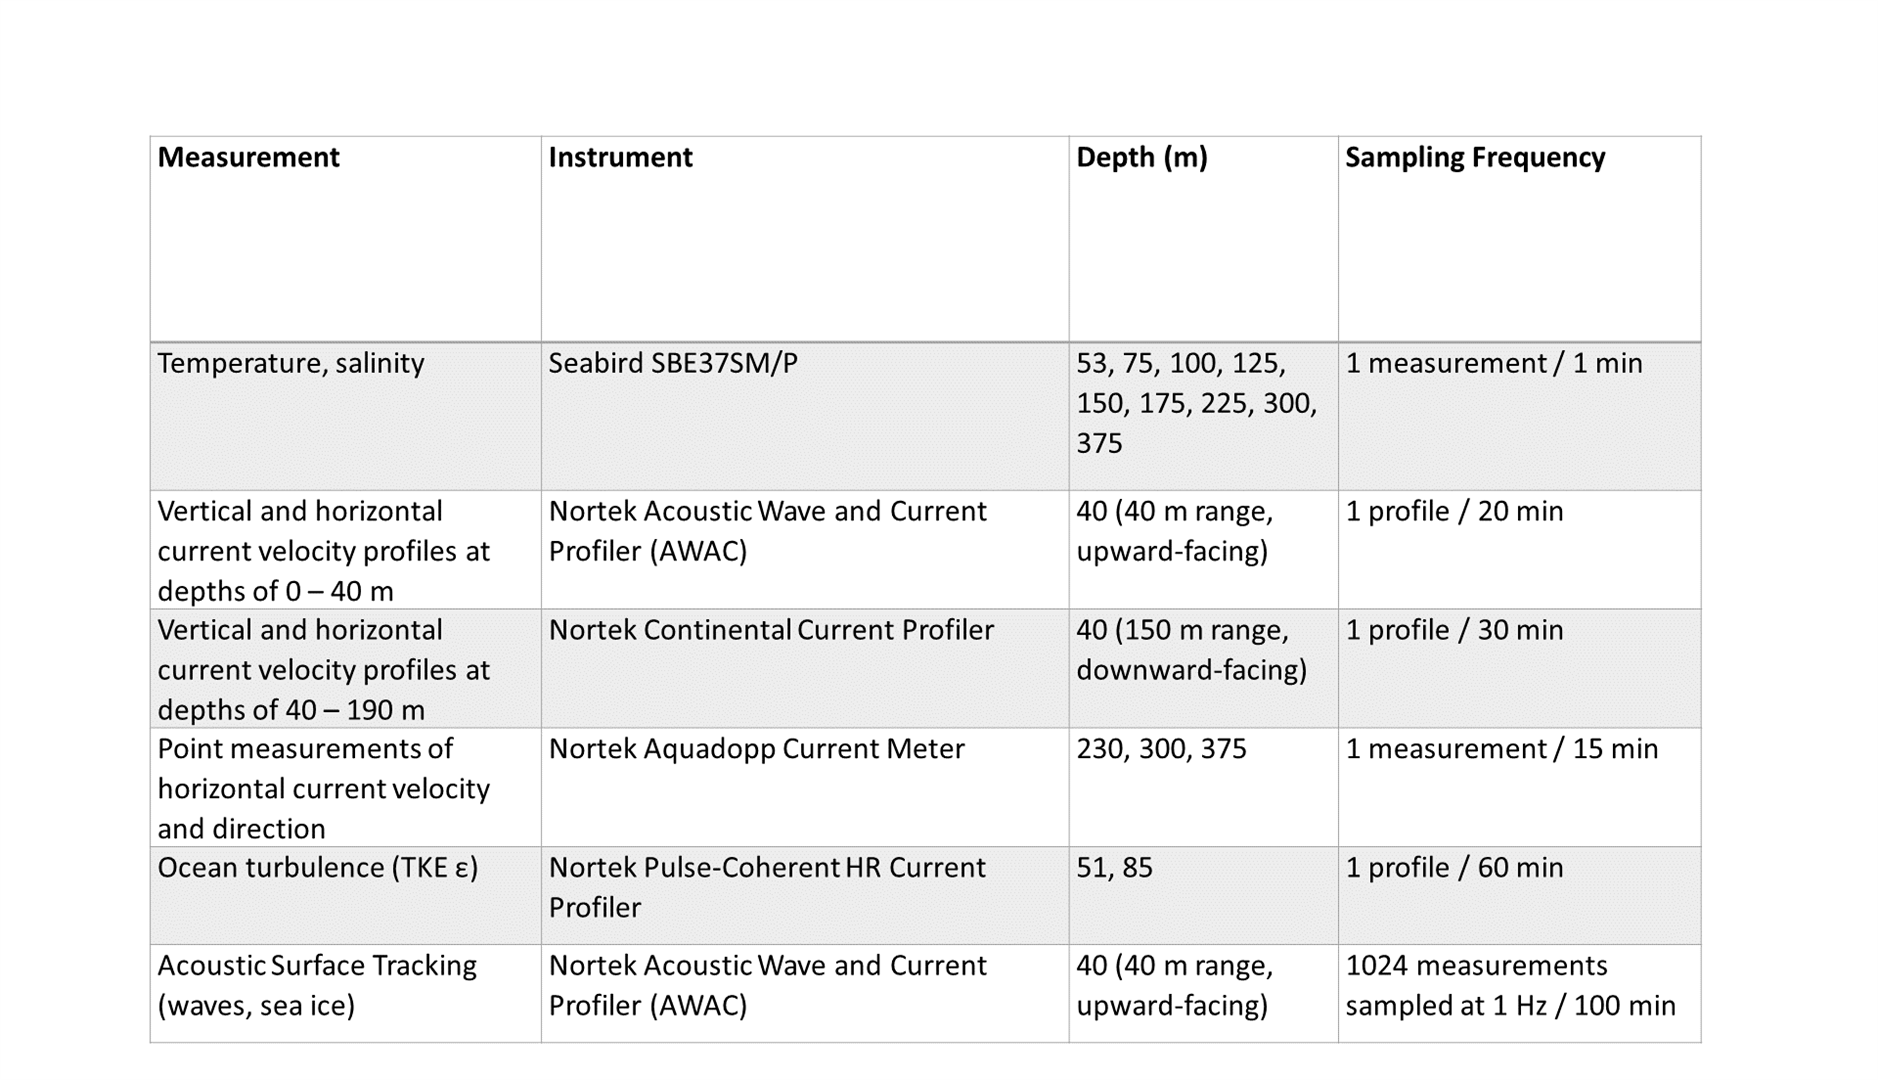 Measurement
Instrument
Depth (m)
Sampling Frequency
Temperature, salinity
Seabird SBE37SM/P
53, 75, 100, 125,
150, 175, 225, 300,
375
1 measurement / 1 min
Vertical and horizontal
current velocity profiles at
depths of 0 – 40 m
Nortek Acoustic Wave and Current
Profiler (AWAC)
40 (40 m range,
upward-facing)
1 profile / 20 min
Vertical and horizontal
current velocity profiles at
depths of 40 – 190 m
Nortek Continental Current Profiler
40 (150 m range,
downward-facing)
1 profile / 30 min
Point measurements of
horizontal current velocity
and direction
Nortek Aquadopp Current Meter
230, 300, 375
1 measurement / 15 min
Ocean turbulence (TKE ε)
Nortek Pulse-Coherent HR Current
Profiler
51, 85
1 profile / 60 min
Acoustic Surface Tracking
(waves, sea ice)
Nortek Acoustic Wave and Current
Profiler (AWAC)
40 (40 m range,
upward-facing)
1024 measurements
sampled at 1 Hz / 100 min